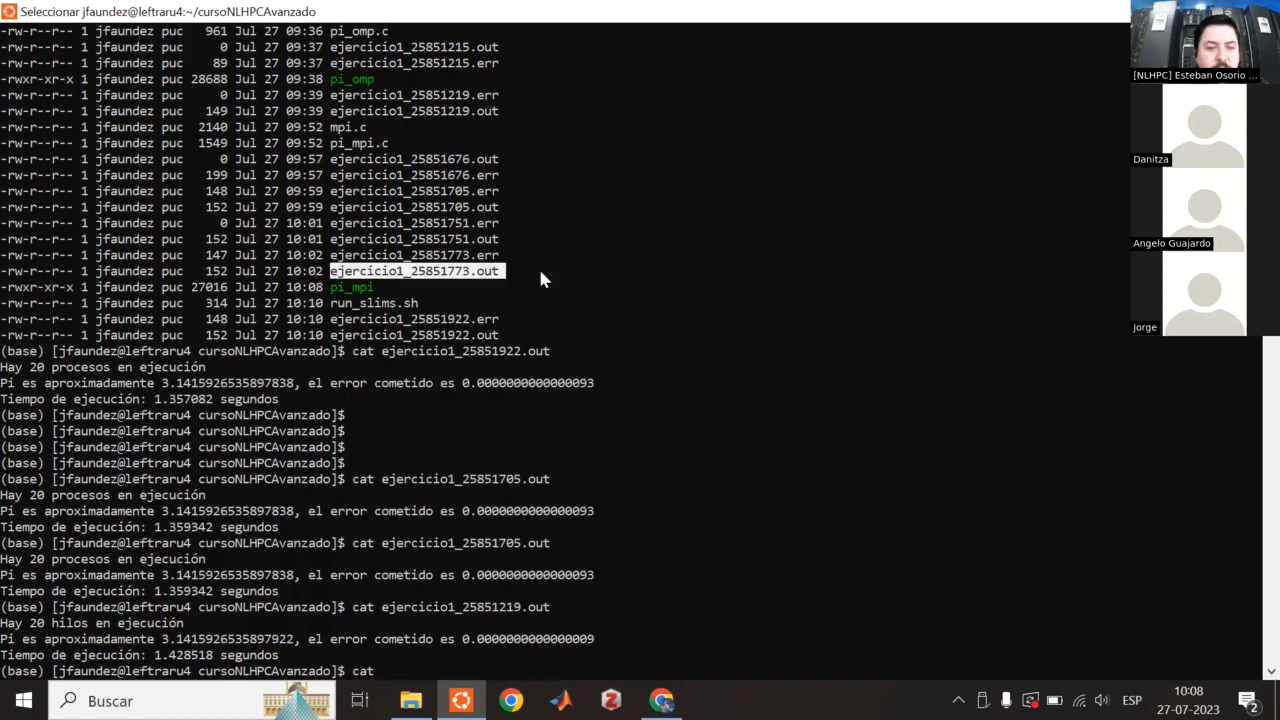 Seleccionar jfaundez@leftraru4:~/cursoNLHPCAvanzado
-rw-r--r-- 1 jfaundez puc   961 Jul 27 09:36 pi_omp.c
-rw-r--r-- 1 jfaundez puc     0 Jul 27 09:37 ejercicio1_25851215.out
-rw-r--r-- 1 jfaundez puc    89 Jul 27 09:37 ejercicio1_25851215.err
-rwxr-xr-x 1 jfaundez puc 28688 Jul 27 09:38 pi_omp
-rw-r--r-- 1 jfaundez puc     0 Jul 27 09:39 ejercicio1_25851219.err
-rw-r--r-- 1 jfaundez puc   149 Jul 27 09:39 ejercicio1_25851219.out
-rw-r--r-- 1 jfaundez puc  2140 Jul 27 09:52 mpi.c
-rw-r--r-- 1 jfaundez puc  1549 Jul 27 09:52 pi_mpi.c
-rw-r--r-- 1 jfaundez puc     0 Jul 27 09:57 ejercicio1_25851676.out
-rw-r--r-- 1 jfaundez puc   199 Jul 27 09:57 ejercicio1_25851676.err
-rw-r--r-- 1 jfaundez puc   148 Jul 27 09:59 ejercicio1_25851705.err
-rw-r--r-- 1 jfaundez puc   152 Jul 27 09:59 ejercicio1_25851705.out
-rw-r--r-- 1 jfaundez puc     0 Jul 27 10:01 ejercicio1_25851751.err
-rw-r--r-- 1 jfaundez puc   152 Jul 27 10:01 ejercicio1_25851751.out
-rw-r--r-- 1 jfaundez puc   147 Jul 27 10:02 ejercicio1_25851773.err
-rw-r--r-- 1 jfaundez puc   152 Jul 27 10:02 ejercicio1_25851773.out
-rwxr-xr-x 1 jfaundez puc 27016 Jul 27 10:08 pi_mpi
-rw-r--r-- 1 jfaundez puc   314 Jul 27 10:10 run_slims.sh
-rw-r--r-- 1 jfaundez puc   148 Jul 27 10:10 ejercicio1_25851922.err
-rw-r--r-- 1 jfaundez puc   152 Jul 27 10:10 ejercicio1_25851922.out
(base) [jfaundez@leftraru4 cursoNLHPCAvanzado]$ cat ejercicio1_25851922.out
Hay 20 procesos en ejecución
Pi es aproximadamente 3.1415926535897838, el error cometido es 0.0000000000000093
Tiempo de ejecución: 1.357082 segundos
(base) [jfaundez@leftraru4 cursoNLHPCAvanzado]$
(base) [jfaundez@leftraru4 cursoNLHPCAvanzado]$
(base) [jfaundez@leftraru4 cursoNLHPCAvanzado]$
(base) [jfaundez@leftraru4 cursoNLHPCAvanzado]$
(base) [jfaundez@leftraru4 cursoNLHPCAvanzado]$ cat ejercicio1_25851705.out
Hay 20 procesos en ejecución
Pi es aproximadamente 3.1415926535897838, el error cometido es 0.0000000000000093
Tiempo de ejecución: 1.359342 segundos
(base) [jfaundez@leftraru4 cursoNLHPCAvanzado]$ cat ejercicio1_25851705.out
Hay 20 procesos en ejecución
Pi es aproximadamente 3.1415926535897838, el error cometido es 0.0000000000000093
Tiempo de ejecución: 1.359342 segundos
(base) [jfaundez@leftraru4 cursoNLHPCAvanzado]$ cat ejercicio1_25851219.out
Hay 20 hilos en ejecución
Pi es aproximadamente 3.1415926535897922, el error cometido es 0.0000000000000009
Tiempo de ejecución: 1.428518 segundos
(base) [jfaundez@leftraru4 cursoNLHPCAvanzado]$ cat
[NLHPC] Esteban Osorio ...
Danitza
Angelo Guajardo
Jorge
Buscar
ESP
10:08
27-07-2023
2